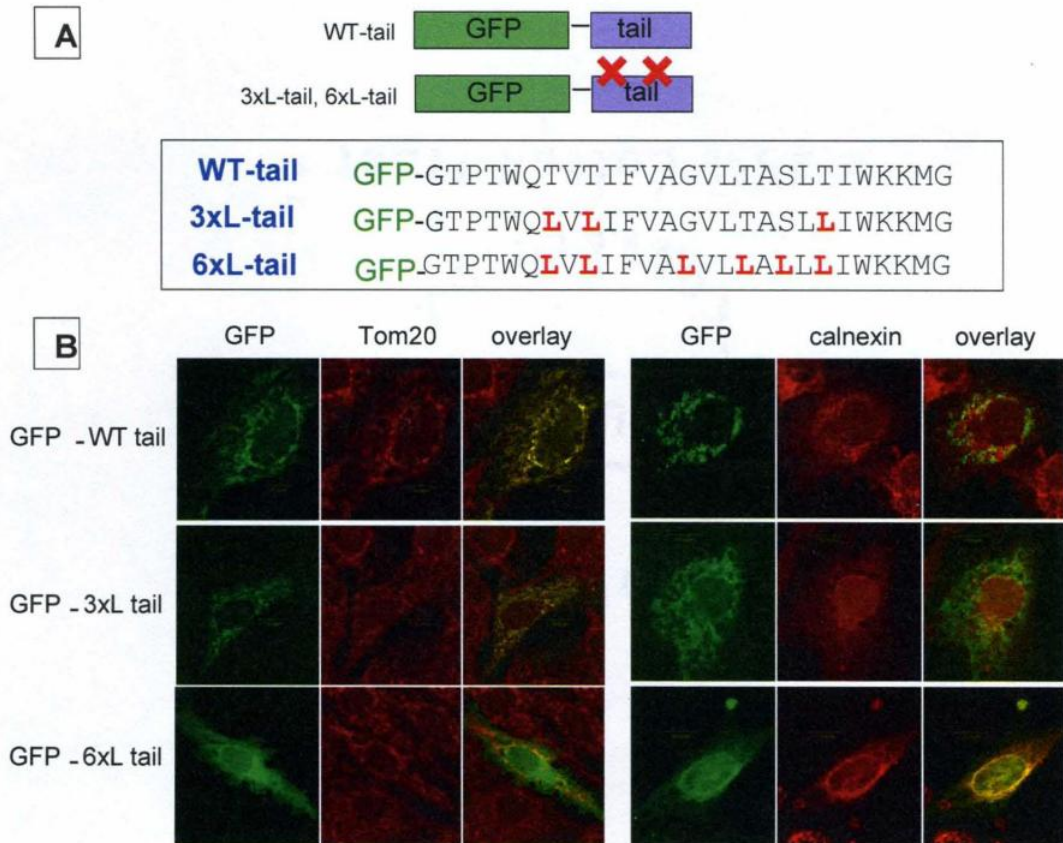 A
WT-tail GFP tail
3xL-tail, 6xL-tail GFP tail
WT-tail GFP-GTPTWQTVTIFVAGVLTASLTIWKKMG
3xL-tail GFP-GTPTWQLVLIFVAGVLTASLLIWKKMG
6xL-tail GFP-GTPTWQLVLIFVALVLLALLLIWKKMG
B
GFP Tom20 overlay GFP calnexin overlay
GFP - WT tail
GFP - 3xL tail
GFP - 6xL tail